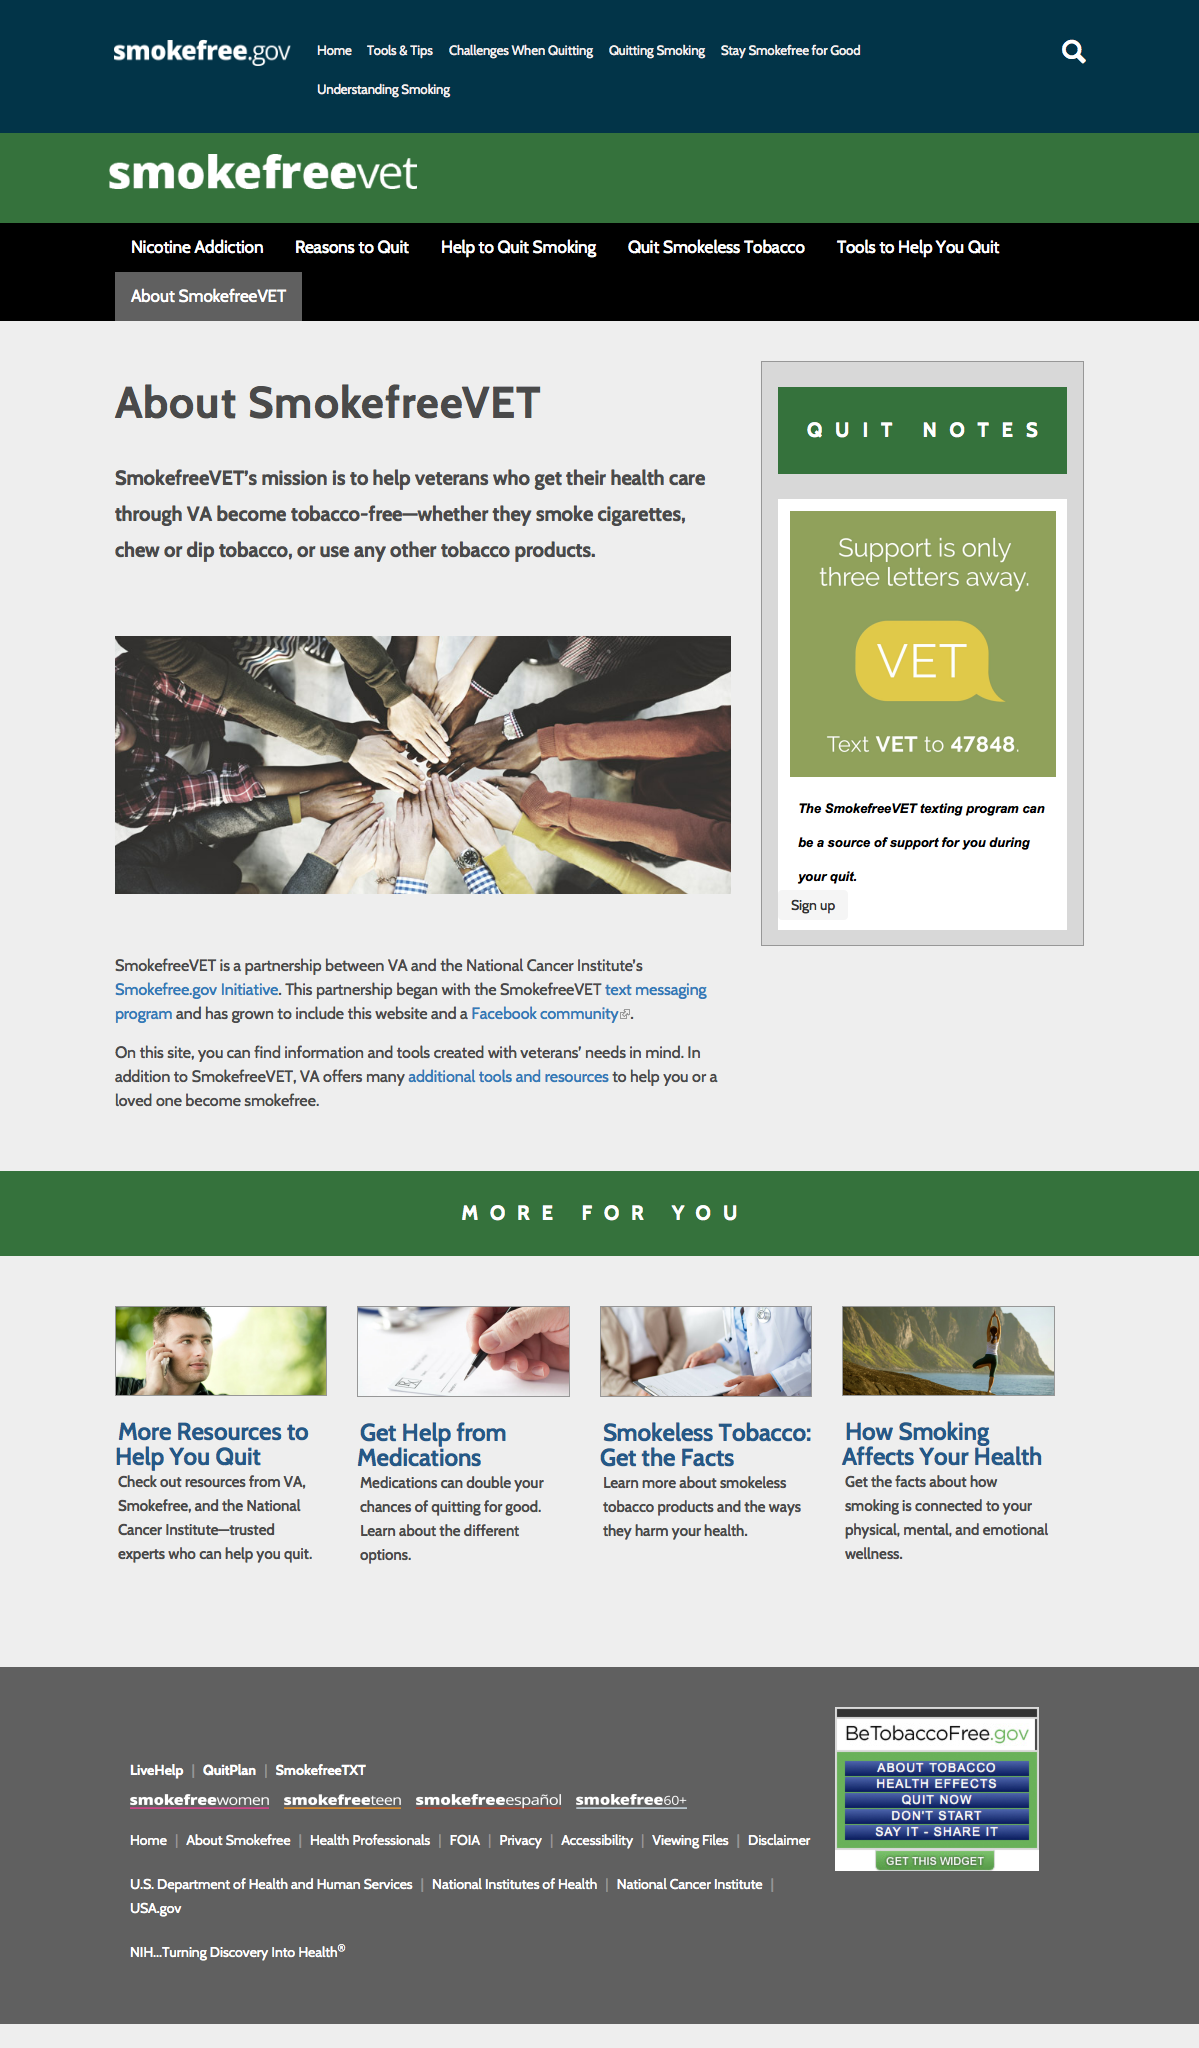 smokefree.gov
Home Tools & Tips Challenges When Quitting Quitting Smoking Stay Smokefree for Good
Understanding Smoking
smokefreevet
Nicotine Addiction Reasons to Quit Help to Quit Smoking Quit Smokeless Tobacco Tools to Help You Quit
About SmokefreeVET
About SmokefreeVET
SmokefreeVET’s mission is to help veterans who get their health care
through VA become tobacco-free—whether they smoke cigarettes,
chew or dip tobacco, or use any other tobacco products.
SmokefreeVET is a partnership between VA and the National Cancer Institute’s
Smokefree.gov Initiative. This partnership began with the SmokefreeVET text messaging
program and has grown to include this website and a Facebook community.
On this site, you can find information and tools created with veterans’ needs in mind. In
addition to SmokefreeVET, VA offers many additional tools and resources to help you or a
loved one become smokefree.
QUIT NOTES
Support is only
three letters away.
VET
Text VET to 47848.
The SmokefreeVET texting program can
be a source of support for you during
your quit.
Sign up
MORE FOR YOU
More Resources to
Help You Quit
Check out resources from VA,
Smokefree, and the National
Cancer Institute—trusted
experts who can help you quit.
Get Help from
Medications
Medications can double your
chances of quitting for good.
Learn about the different
options.
Smokeless Tobacco:
Get the Facts
Learn more about smokeless
tobacco products and the ways
they harm your health.
How Smoking
Affects Your Health
Get the facts about how
smoking is connected to your
physical, mental, and emotional
wellness.
LiveHelp | QuitPlan | SmokefreeTXT
smokefreewomen smokefreeteen smokefreeespañol smokefree60+
Home | About Smokefree | Health Professionals | FOIA | Privacy | Accessibility | Viewing Files | Disclaimer
U.S. Department of Health and Human Services | National Institutes of Health | National Cancer Institute |
USA.gov
NIH...Turning Discovery Into Health®
BeTobaccoFree.gov
ABOUT TOBACCO
HEALTH EFFECTS
QUIT NOW
DON'T START
SAY IT - SHARE IT
GET THIS WIDGET